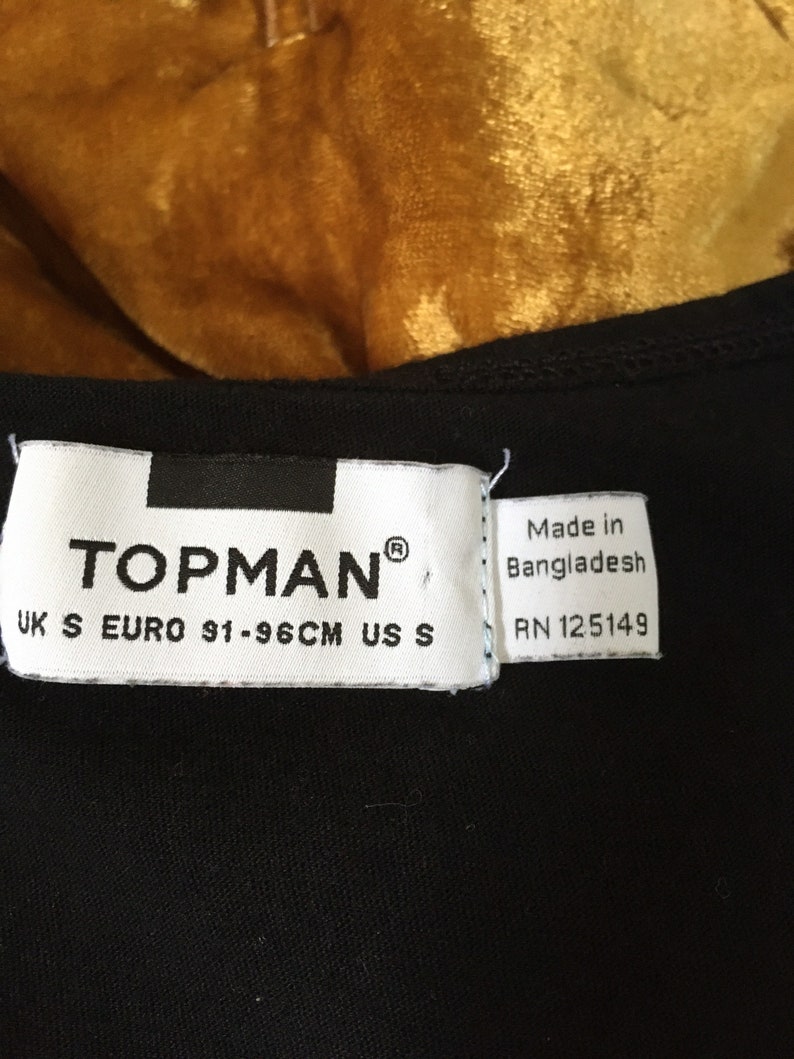 TOPMAN®
UK S EURO 91-96CM US S
Made in
Bangladesh
RN 125149